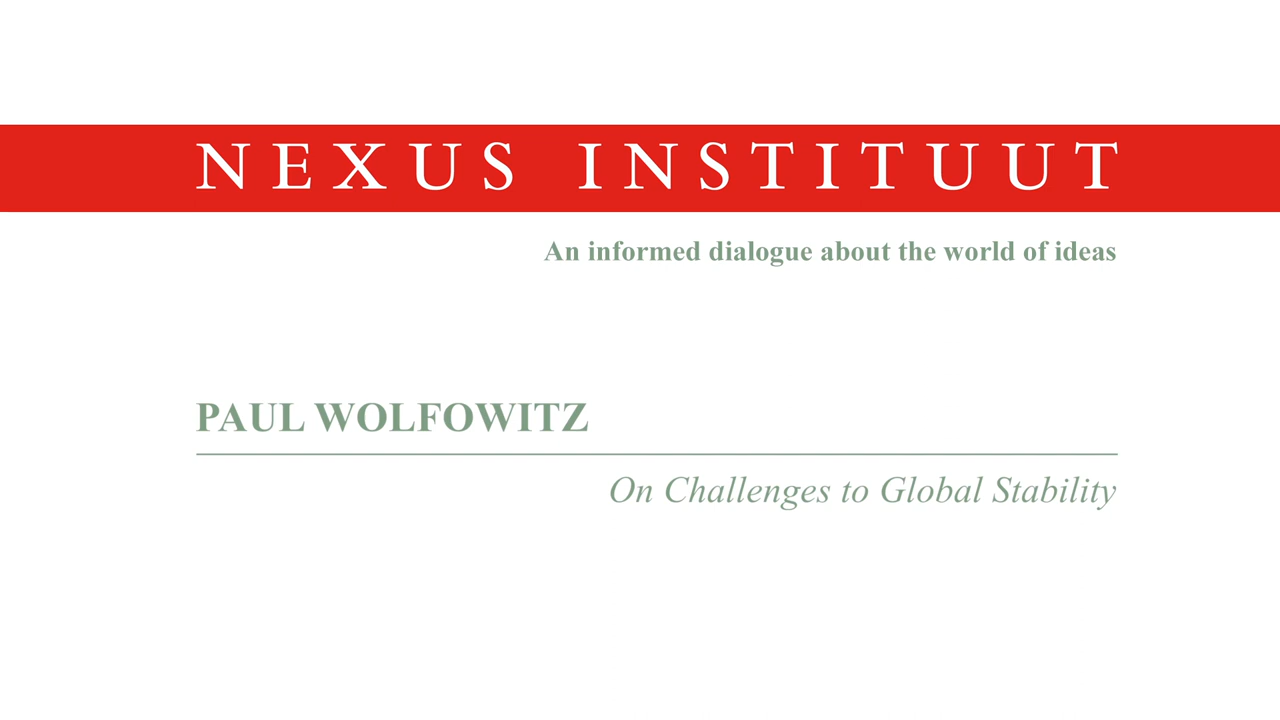 NEXUS INSTITUUT
An informed dialogue about the world of ideas
PAUL WOLFOWITZ
On Challenges to Global Stability